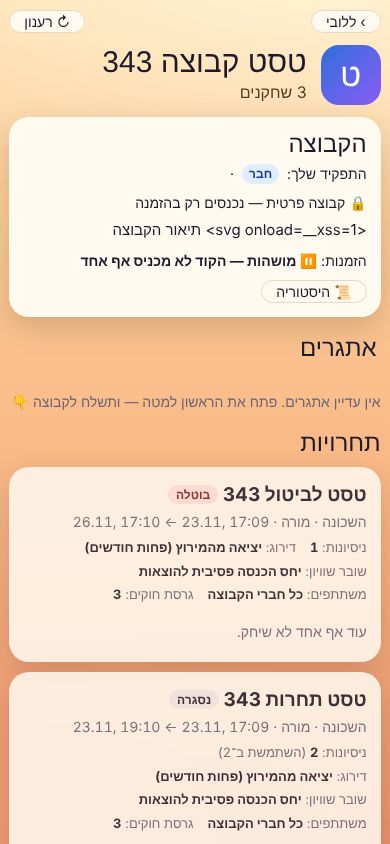 ‹ ללובי
↻ רענון
ט
טסט קבוצה 343
3 שחקנים
הקבוצה
התפקיד שלך: חבר ·
🔒 קבוצה פרטית — נכנסים רק בהזמנה
<svg onload=__xss=1> תיאור הקבוצה
הזמנות: ⏸️ מושהות — הקוד לא מכניס אף אחד
📜 היסטוריה
אתגרים
אין עדיין אתגרים. פתח את הראשון למטה — ותשלח לקבוצה 👇
תחרויות
טסט לביטול 343 בוטלה
השכונה · מורה · 23.11, 17:09 ← 26.11, 17:10
ניסיונות: 1 דירוג: יציאה מהמירוץ (פחות חודשים)
שובר שוויון: יחס הכנסה פסיבית להוצאות
משתתפים: כל חברי הקבוצה גרסת חוקים: 3
עוד אף אחד לא שיחק.
טסט תחרות 343 נסגרה
השכונה · מורה · 23.11, 17:09 ← 23.11, 19:10
ניסיונות: 2 (השתמשת ב־2)
דירוג: יציאה מהמירוץ (פחות חודשים)
שובר שוויון: יחס הכנסה פסיבית להוצאות
משתתפים: כל חברי הקבוצה גרסת חוקים: 3